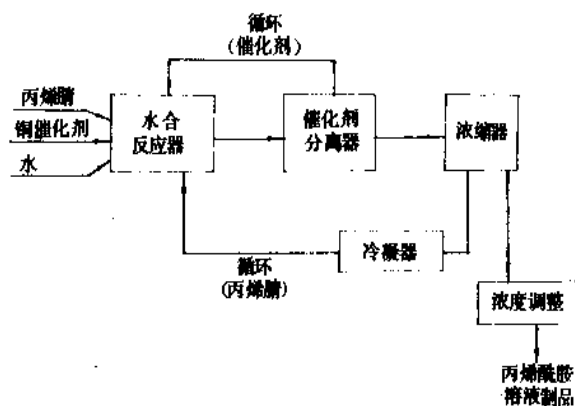 循环
(催化剂)
丙烯腈
铜催化剂
水
水合
反应器
催化剂
分离器
浓缩器
冷凝器
循环
(丙烯腈)
浓度调整
丙烯酰胺
溶液制品